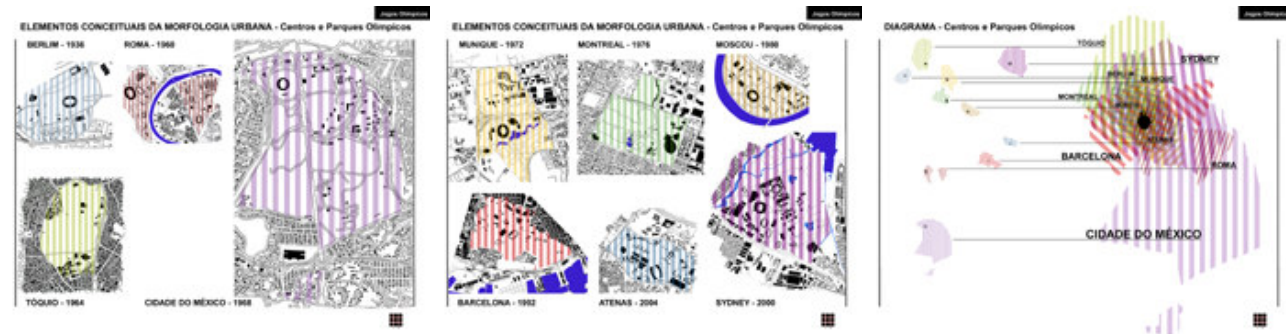 Jogos Olímpicos
ELEMENTOS CONCEITUAIS DA MORFOLOGIA URBANA - Centros e Parques Olímpicos
BERLIM - 1936
ROMA - 1960
TÓQUIO - 1964
CIDADE DO MÉXICO - 1968
Jogos Olímpicos
ELEMENTOS CONCEITUAIS DA MORFOLOGIA URBANA - Centros e Parques Olímpicos
MUNIQUE - 1972
MONTREAL - 1976
MOSCOU - 1980
BARCELONA - 1992
ATENAS - 2004
SYDNEY - 2000
Jogos Olímpicos
DIAGRAMA - Centros e Parques Olímpicos
TÓQUIO
SYDNEY
BERLIM
MUNIQUE
MONTREAL
ATENAS
BARCELONA
ROMA
CIDADE DO MÉXICO